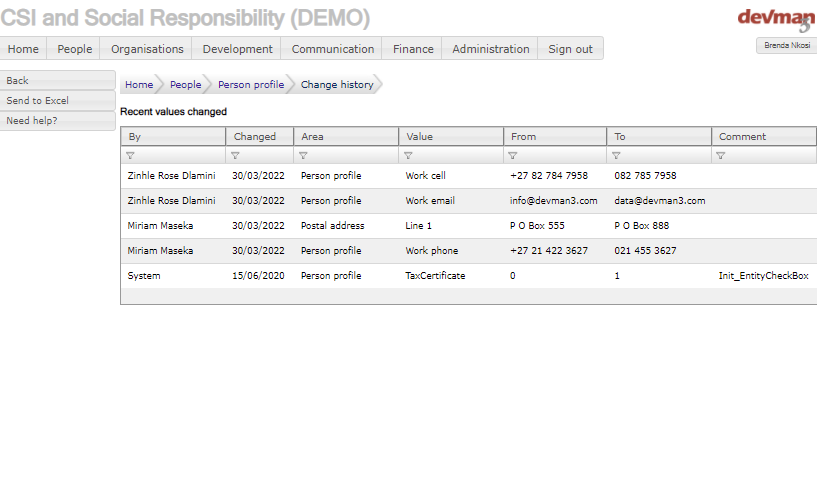 CSI and Social Responsibility (DEMO)
devman 3
Home People Organisations Development Communication Finance Administration Sign out
Brenda Nkosi
Back
Send to Excel
Need help?
Home People Person profile Change history
Recent values changed
By Changed Area Value From To Comment
Zinhle Rose Dlamini 30/03/2022 Person profile Work cell +27 82 784 7958 082 785 7958
Zinhle Rose Dlamini 30/03/2022 Person profile Work email info@devman3.com data@devman3.com
Miriam Maseka 30/03/2022 Postal address Line 1 P O Box 555 P O Box 888
Miriam Maseka 30/03/2022 Person profile Work phone +27 21 422 3627 021 455 3627
System 15/06/2020 Person profile TaxCertificate 0 1 Init_EntityCheckBox